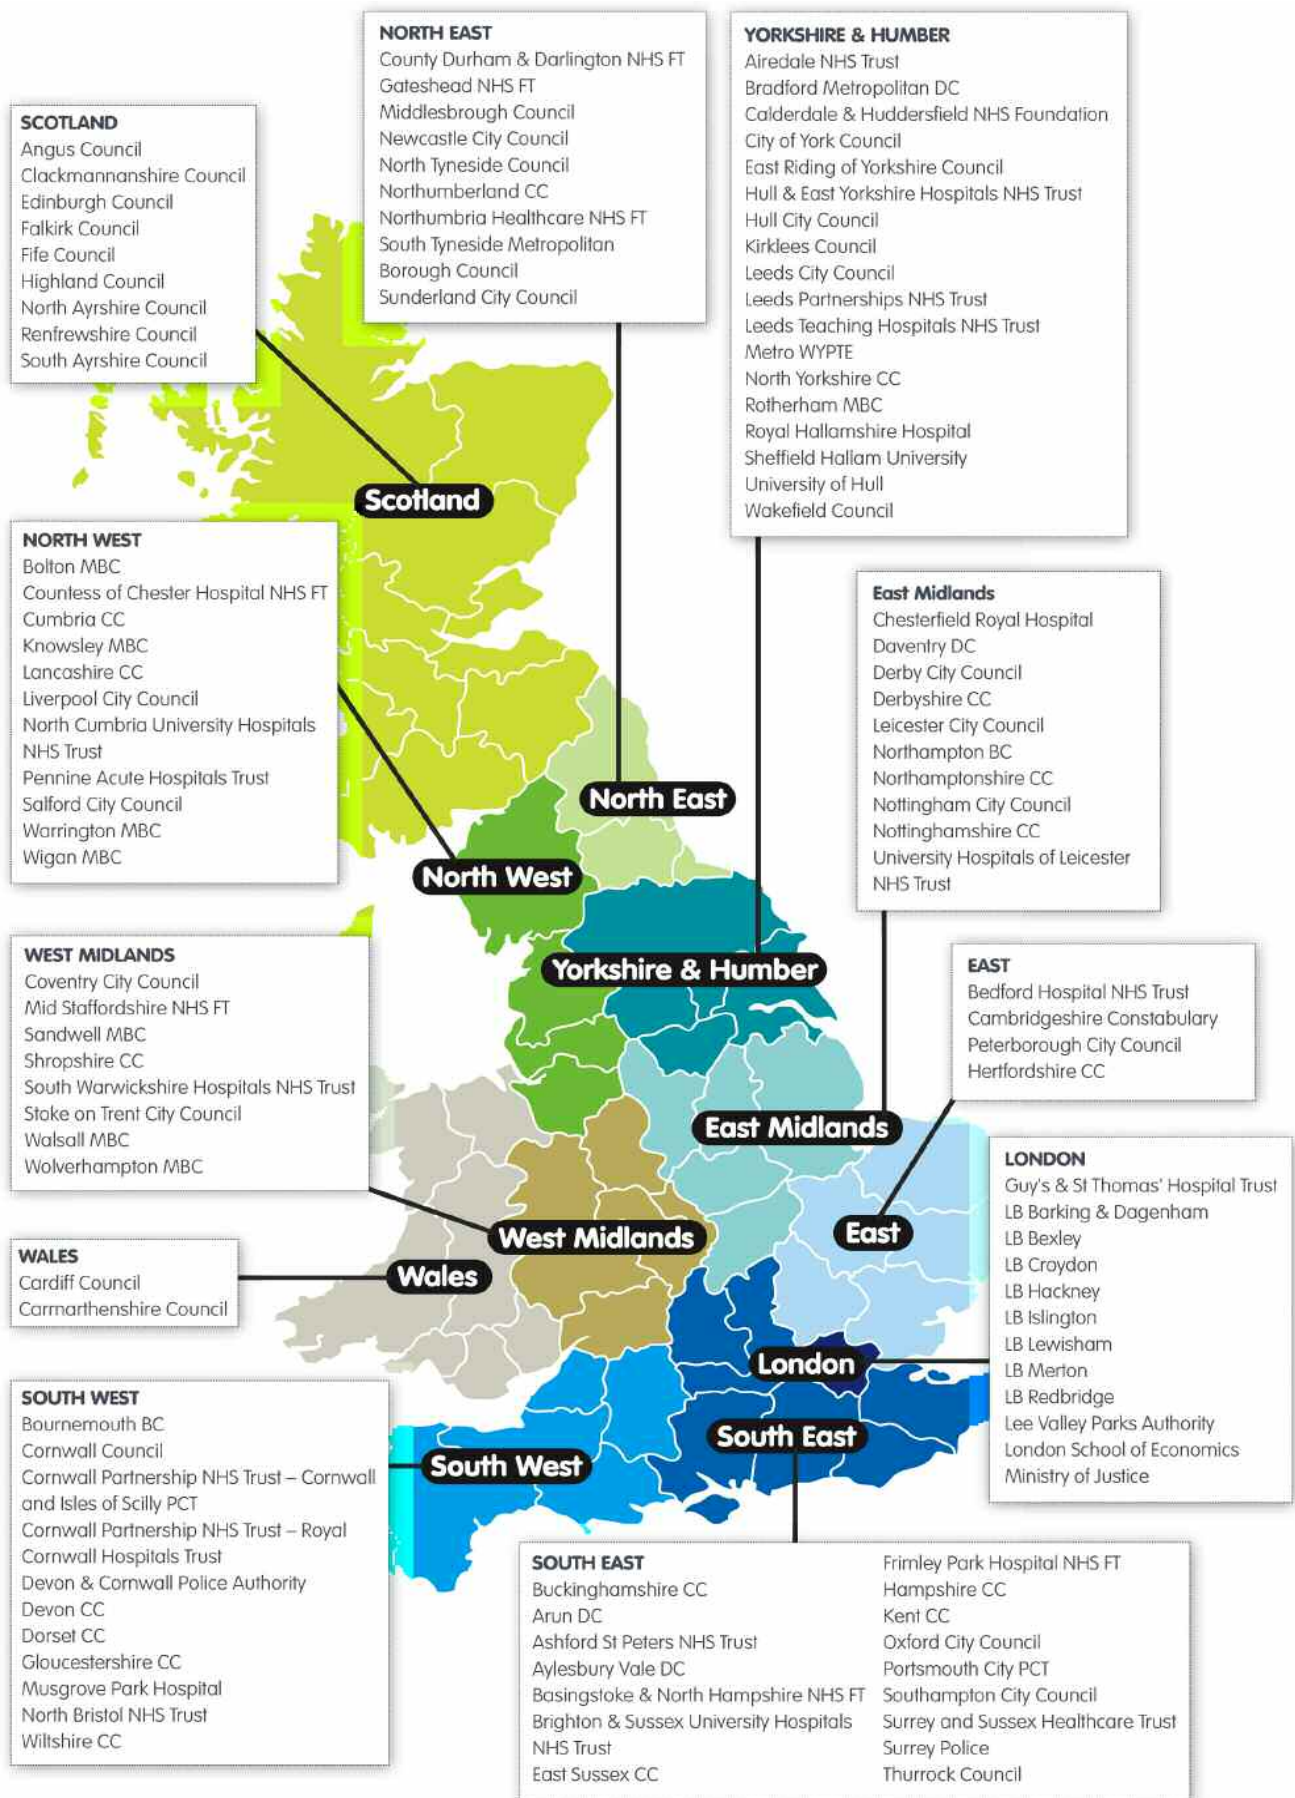 NORTH EAST
County Durham & Darlington NHS FT
Gateshead NHS FT
Middlesbrough Council
Newcastle City Council
North Tyneside Council
Northumberland CC
Northumbria Healthcare NHS FT
South Tyneside Metropolitan
Borough Council
Sunderland City Council
YORKSHIRE & HUMBER
Airedale NHS Trust
Bradford Metropolitan DC
Calderdale & Huddersfield NHS Foundation
City of York Council
East Riding of Yorkshire Council
Hull & East Yorkshire Hospitals NHS Trust
Hull City Council
Kirklees Council
Leeds City Council
Leeds Partnerships NHS Trust
Leeds Teaching Hospitals NHS Trust
Metro WYPTE
North Yorkshire CC
Rotherham MBC
Royal Hallamshire Hospital
Sheffield Hallam University
University of Hull
Wakefield Council
SCOTLAND
Angus Council
Clackmannanshire Council
Edinburgh Council
Falkirk Council
Fife Council
Highland Council
North Ayrshire Council
Renfrewshire Council
South Ayrshire Council
Scotland
NORTH WEST
Bolton MBC
Countess of Chester Hospital NHS FT
Cumbria CC
Knowsley MBC
Lancashire CC
Liverpool City Council
North Cumbria University Hospitals
NHS Trust
Pennine Acute Hospitals Trust
Salford City Council
Warrington MBC
Wigan MBC
East Midlands
Chesterfield Royal Hospital
Daventry DC
Derby City Council
Derbyshire CC
Leicester City Council
Northampton BC
Northamptonshire CC
Nottingham City Council
Nottinghamshire CC
University Hospitals of Leicester
NHS Trust
North East
North West
Yorkshire & Humber
WEST MIDLANDS
Coventry City Council
Mid Staffordshire NHS FT
Sandwell MBC
Shropshire CC
South Warwickshire Hospitals NHS Trust
Stoke on Trent City Council
Walsall MBC
Wolverhampton MBC
EAST
Bedford Hospital NHS Trust
Cambridgeshire Constabulary
Peterborough City Council
Hertfordshire CC
East Midlands
LONDON
Guy's & St Thomas' Hospital Trust
LB Barking & Dagenham
LB Bexley
LB Croydon
LB Hackney
LB Islington
LB Lewisham
LB Merton
LB Redbridge
Lee Valley Parks Authority
London School of Economics
Ministry of Justice
East
West Midlands
WALES
Cardiff Council
Carmarthenshire Council
Wales
London
South East
SOUTH WEST
Bournemouth BC
Cornwall Council
Cornwall Partnership NHS Trust – Cornwall
and Isles of Scilly PCT
Cornwall Partnership NHS Trust – Royal
Cornwall Hospitals Trust
Devon & Cornwall Police Authority
Devon CC
Dorset CC
Gloucestershire CC
Musgrove Park Hospital
North Bristol NHS Trust
Wiltshire CC
South West
SOUTH EAST
Buckinghamshire CC
Arun DC
Ashford St Peters NHS Trust
Aylesbury Vale DC
Basingstoke & North Hampshire NHS FT
Brighton & Sussex University Hospitals
NHS Trust
East Sussex CC
Frimley Park Hospital NHS FT
Hampshire CC
Kent CC
Oxford City Council
Portsmouth City PCT
Southampton City Council
Surrey and Sussex Healthcare Trust
Surrey Police
Thurrock Council